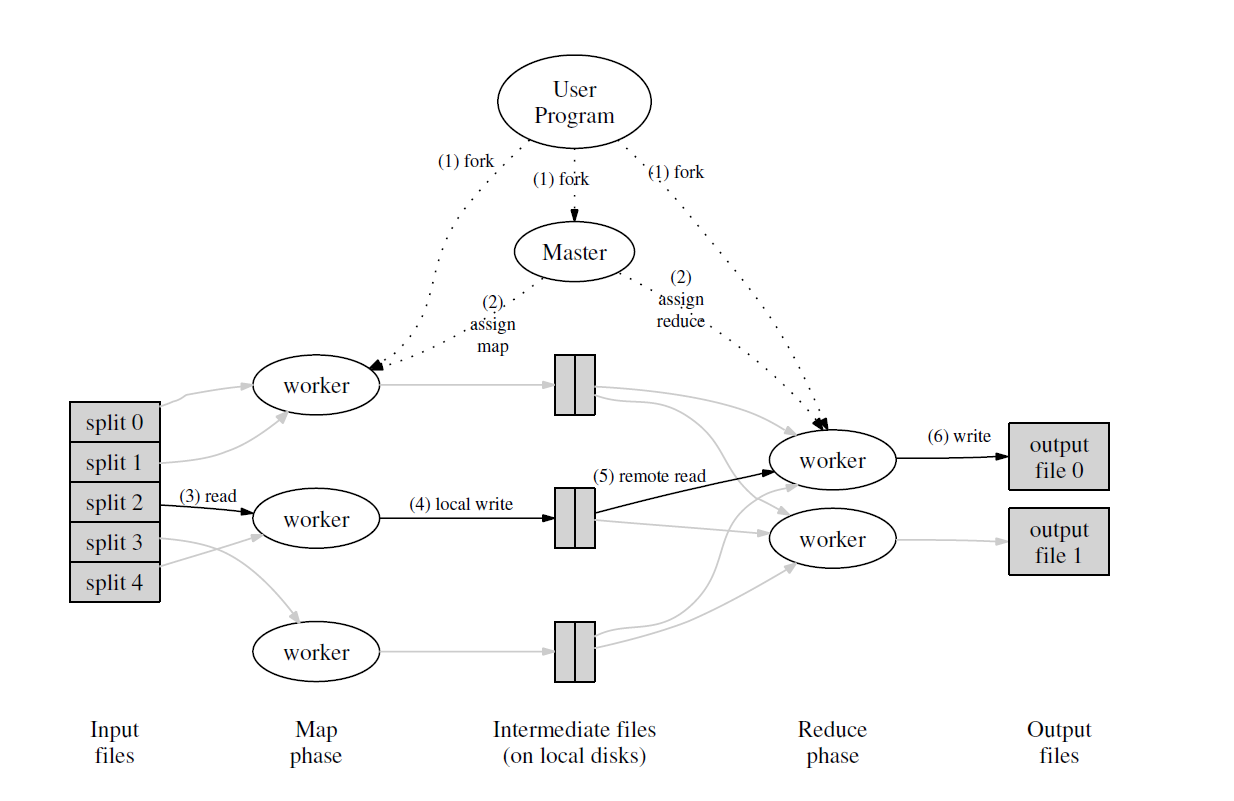 User
Program
(1) fork
(1) fork
(1) fork
Master
(2)
assign
map
(2)
assign
reduce
worker
split 0
split 1
split 2
split 3
split 4
(3) read
worker
(4) local write
worker
(5) remote read
worker
(6) write
output
file 0
worker
output
file 1
Input
files
Map
phase
Intermediate files
(on local disks)
Reduce
phase
Output
files